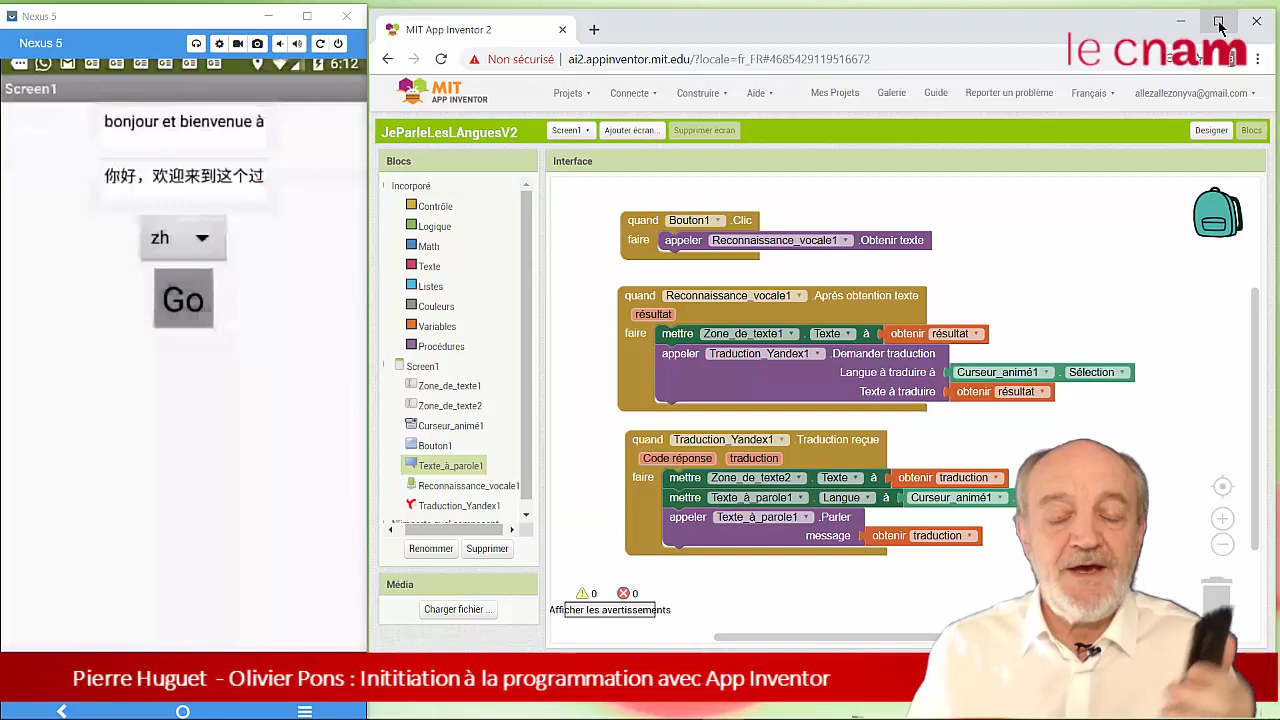 Nexus 5
Nexus 5
6:12
Screen1
bonjour et bienvenue à
你好，欢迎来到这个过
zh
Go
MIT App Inventor 2
Non sécurisé
ai2.appinventor.mit.edu/?locale=fr_FR#4685429119516672
le cnam
MIT
APP INVENTOR
Projets
Connecte
Construire
Aide
Mes Projets
Galerie
Guide
Reporter un problème
Français
allezallezonyva@gmail.com
JeParleLesLAnguesV2
Screen1
Ajouter écran...
Supprimer écran
Designer
Blocs
Blocs
Incorporé
Contrôle
Logique
Math
Texte
Listes
Couleurs
Variables
Procédures
Screen1
Zone_de_texte1
Zone_de_texte2
Curseur_animé1
Bouton1
Texte_à_parole1
Reconnaissance_vocale1
Traduction_Yandex1
Renommer
Supprimer
Média
Charger fichier ...
Interface
quand Bouton1 .Clic
faire appeler Reconnaissance_vocale1 .Obtenir texte
quand Reconnaissance_vocale1 .Après obtention texte
résultat
faire mettre Zone_de_texte1 . Texte à obtenir résultat
appeler Traduction_Yandex1 .Demander traduction
Langue à traduire à Curseur_animé1 . Sélection
Texte à traduire obtenir résultat
quand Traduction_Yandex1 .Traduction reçue
Code réponse traduction
faire mettre Zone_de_texte2 . Texte à obtenir traduction
mettre Texte_à_parole1 . Langue à Curseur_animé1
appeler Texte_à_parole1 .Parler
message obtenir traduction
0 0
Afficher les avertissements
Pierre Huguet - Olivier Pons : Inititiation à la programmation avec App Inventor